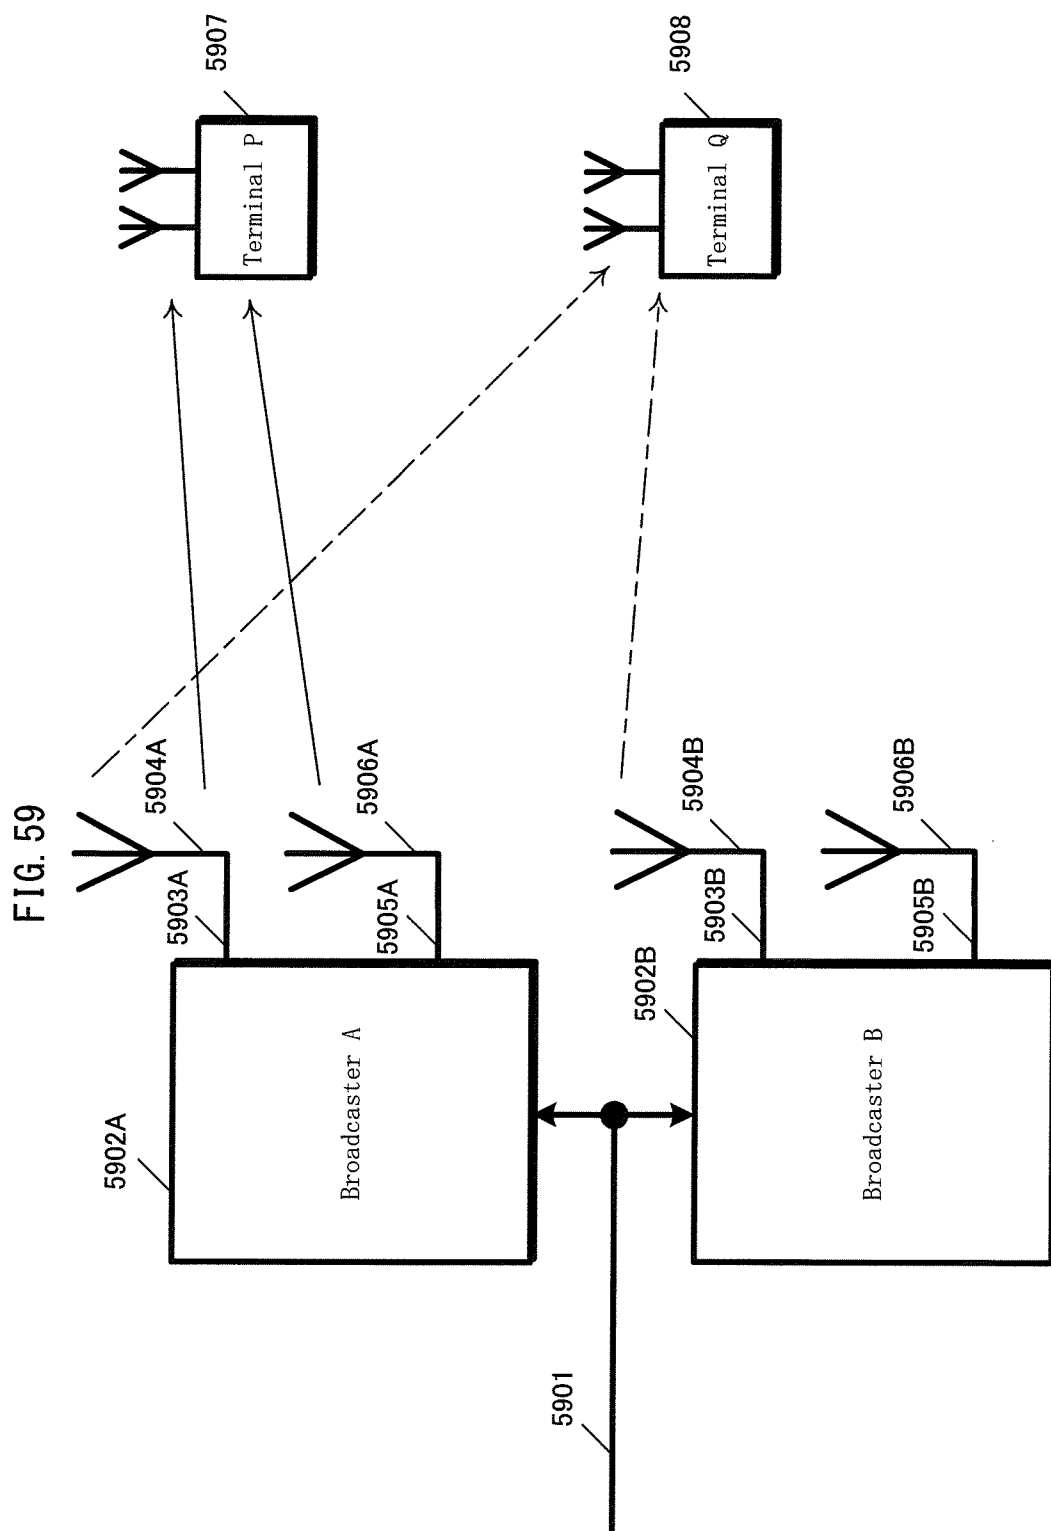 FIG. 59
5902A
Broadcaster A
5903A
5904A
5905A
5906A
5901
5902B
Broadcaster B
5903B
5904B
5905B
5906B
5907
Terminal P
5908
Terminal Q